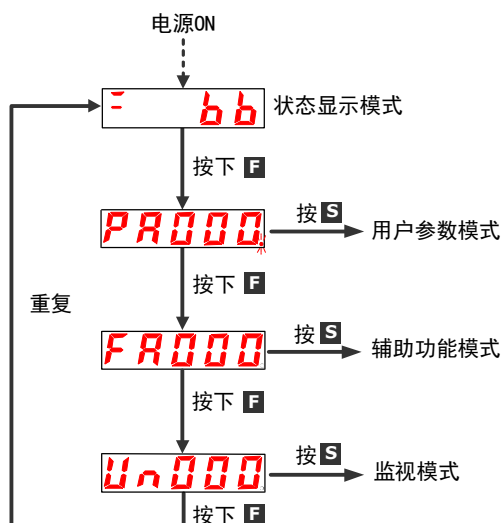 电源ON
bb 状态显示模式
按下 F
PA000. 按 S 用户参数模式
按下 F
重复
FA000 按 S 辅助功能模式
按下 F
Un000 按 S 监视模式
按下 F